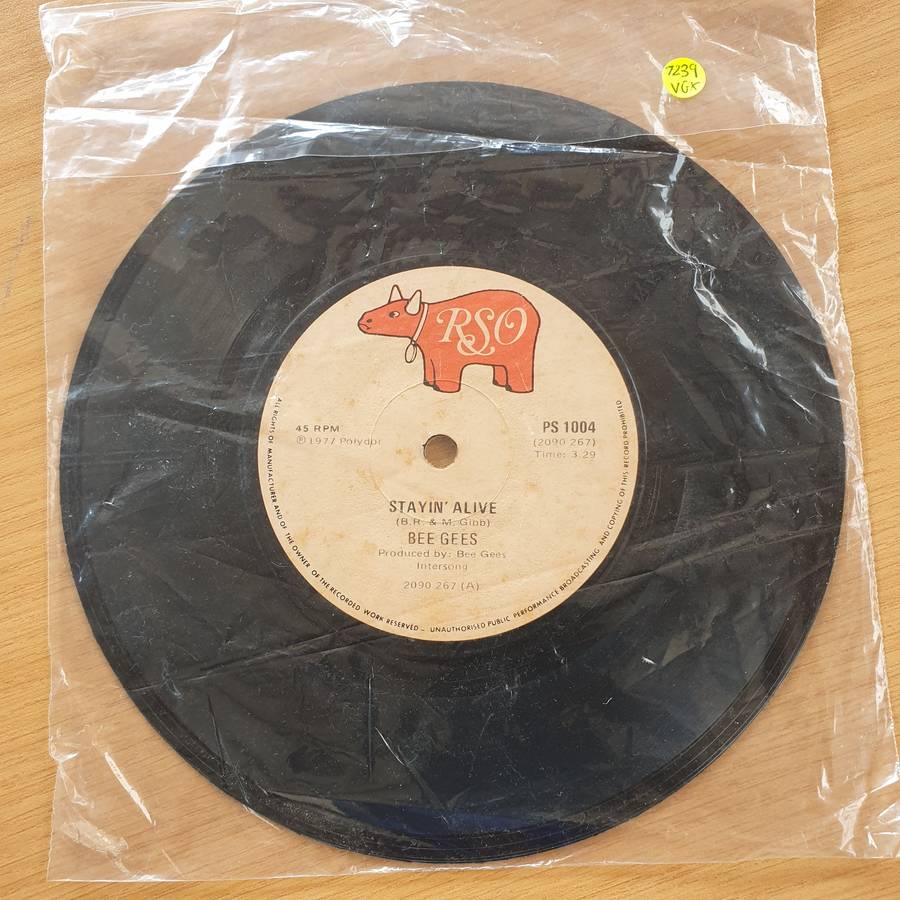 7239
VG+
RSO
45 RPM
℗ 1977 Polydor
PS 1004
(2090 267)
Time: 3.29
STAYIN' ALIVE
(B.R. & M. Gibb)
BEE GEES
Produced by: Bee Gees
Intersong
2090 267 (A)
ALL RIGHTS OF MANUFACTURER AND OF THE OWNER OF THE RECORDED WORK RESERVED – UNAUTHORISED PUBLIC PERFORMANCE BROADCASTING AND COPYING OF THIS RECORD PROHIBITED